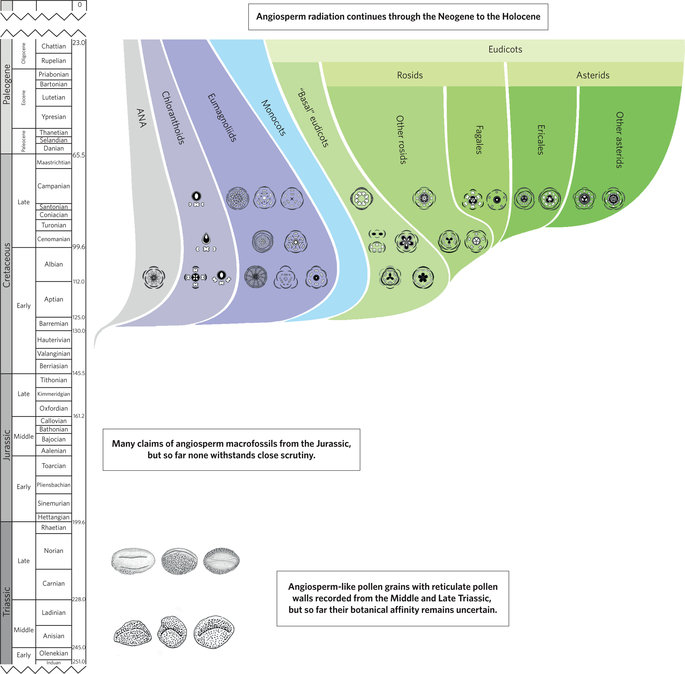 0
Angiosperm radiation continues through the Neogene to the Holocene
23.0
Paleogene
Oligocene
Chattian
Rupelian
Eocene
Priabonian
Bartonian
Lutetian
Ypresian
Paleocene
Thanetian
Selandian
Danian
65.5
Cretaceous
Late
Maastrichtian
Campanian
Santonian
Coniacian
Turonian
Cenomanian
99.6
Early
Albian
112.0
Aptian
125.0
Barremian
130.0
Hauterivian
Valanginian
Berriasian
145.5
Jurassic
Late
Tithonian
Kimmeridgian
Oxfordian
161.2
Middle
Callovian
Bathonian
Bajocian
Aalenian
Early
Toarcian
Pliensbachian
Sinemurian
Hettangian
199.6
Triassic
Late
Rhaetian
Norian
Carnian
228.0
Middle
Ladinian
Anisian
245.0
Early
Olenekian
Induan
251.0
Eudicots
Rosids
Asterids
ANA
Chloranthoids
Eumagnoliids
Monocots
"Basal" eudicots
Other rosids
Fagales
Ericales
Other asterids
Many claims of angiosperm macrofossils from the Jurassic,
but so far none withstands close scrutiny.
Angiosperm-like pollen grains with reticulate pollen
walls recorded from the Middle and Late Triassic,
but so far their botanical affinity remains uncertain.